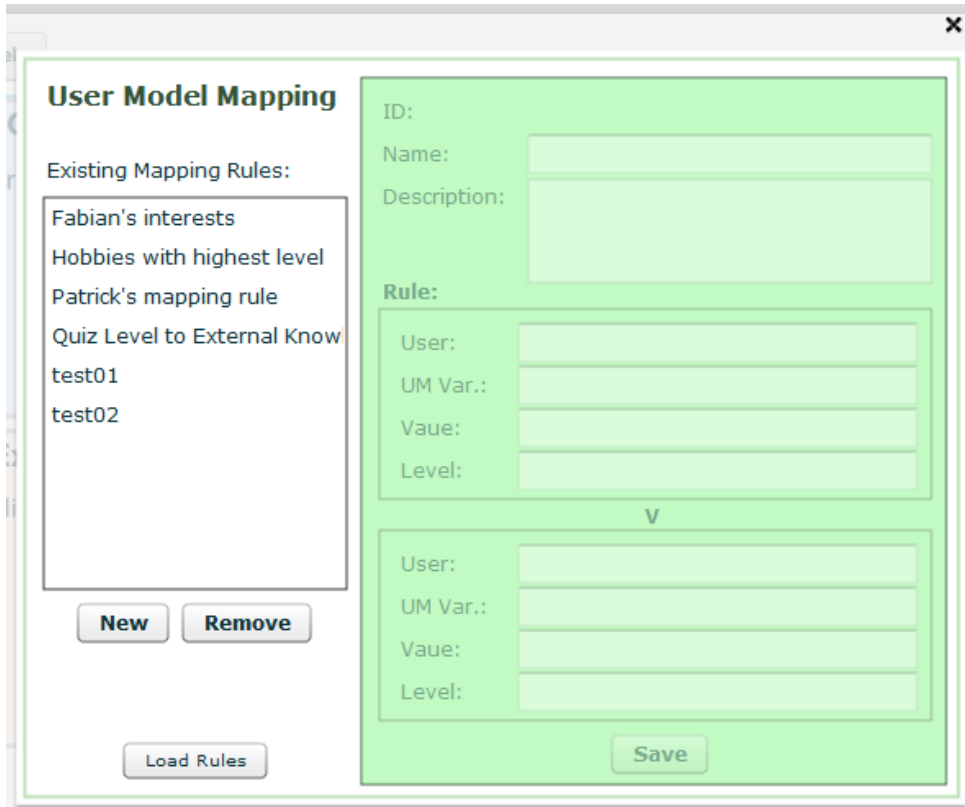 User Model Mapping
Existing Mapping Rules:
Fabian's interests
Hobbies with highest level
Patrick's mapping rule
Quiz Level to External Know
test01
test02
New Remove
Load Rules
ID:
Name:
Description:
Rule:
User:
UM Var.:
Vaue:
Level:
V
User:
UM Var.:
Vaue:
Level:
Save